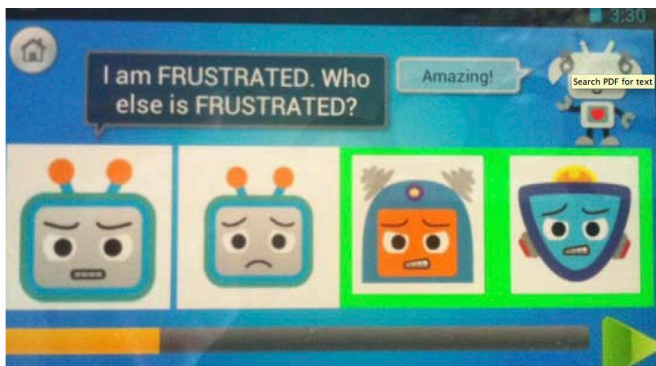 3:30
I am FRUSTRATED. Who
else is FRUSTRATED?
Amazing!
Search PDF for text